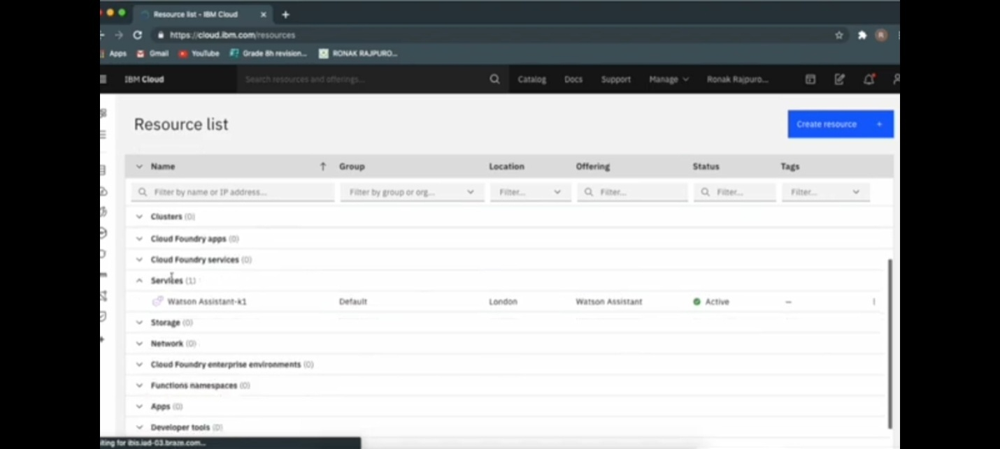 Resource list - IBM Cloud
https://cloud.ibm.com/resources
R
Apps Gmail YouTube Grade 8h revision... RONAK RAJPURO...
IBM Cloud Search resources and offerings... Catalog Docs Support Manage Ronak Rajpuro...
Resource list Create resource +
Name Group Location Offering Status Tags
Filter by name or IP address... Filter by group or org... Filter... Filter... Filter... Filter...
Clusters (0)
Cloud Foundry apps (0)
Cloud Foundry services (0)
Services (1)
Watson Assistant-k1 Default London Watson Assistant Active –
Storage (0)
Network (0)
Cloud Foundry enterprise environments (0)
Functions namespaces (0)
Apps (0)
Developer tools (0)
iting for ibis.iad-03.braze.com...